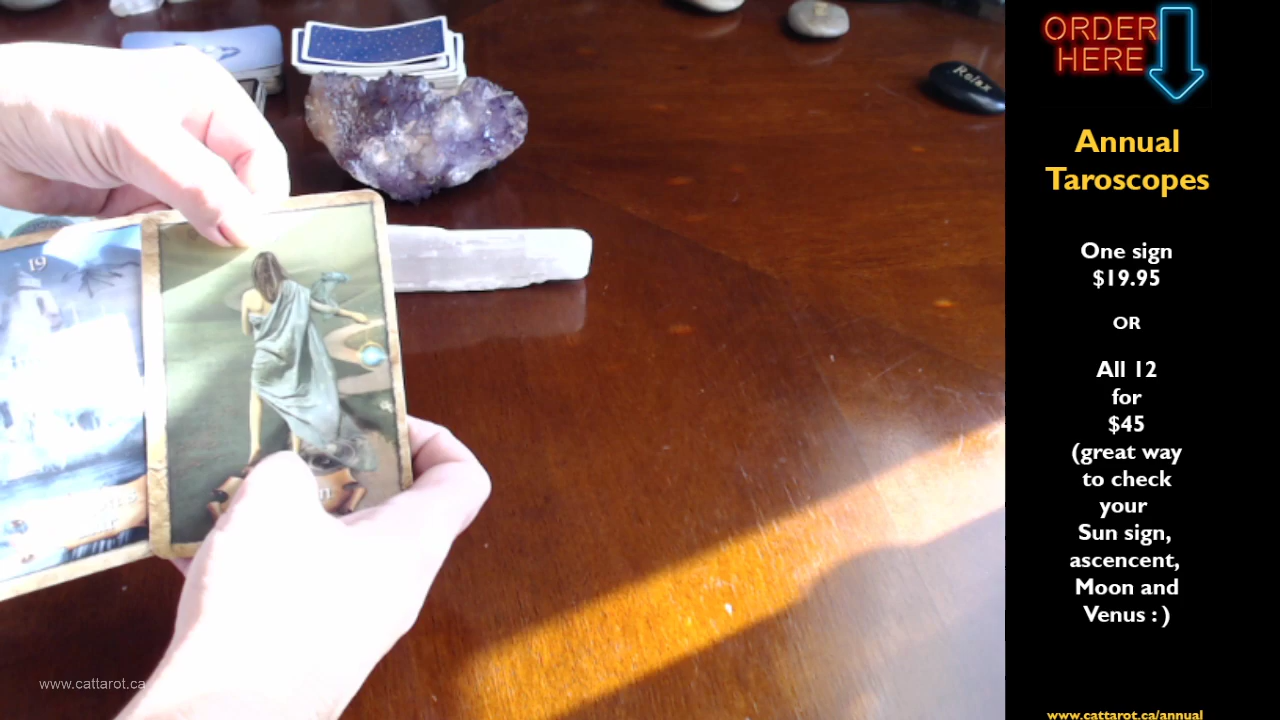 ORDER
HERE
Annual
Taroscopes
One sign
$19.95
OR
All 12
for
$45
(great way
to check
your
Sun sign,
ascencent,
Moon and
Venus : )
www.cattarot.ca/annual
Relax
19
www.cattarot.ca